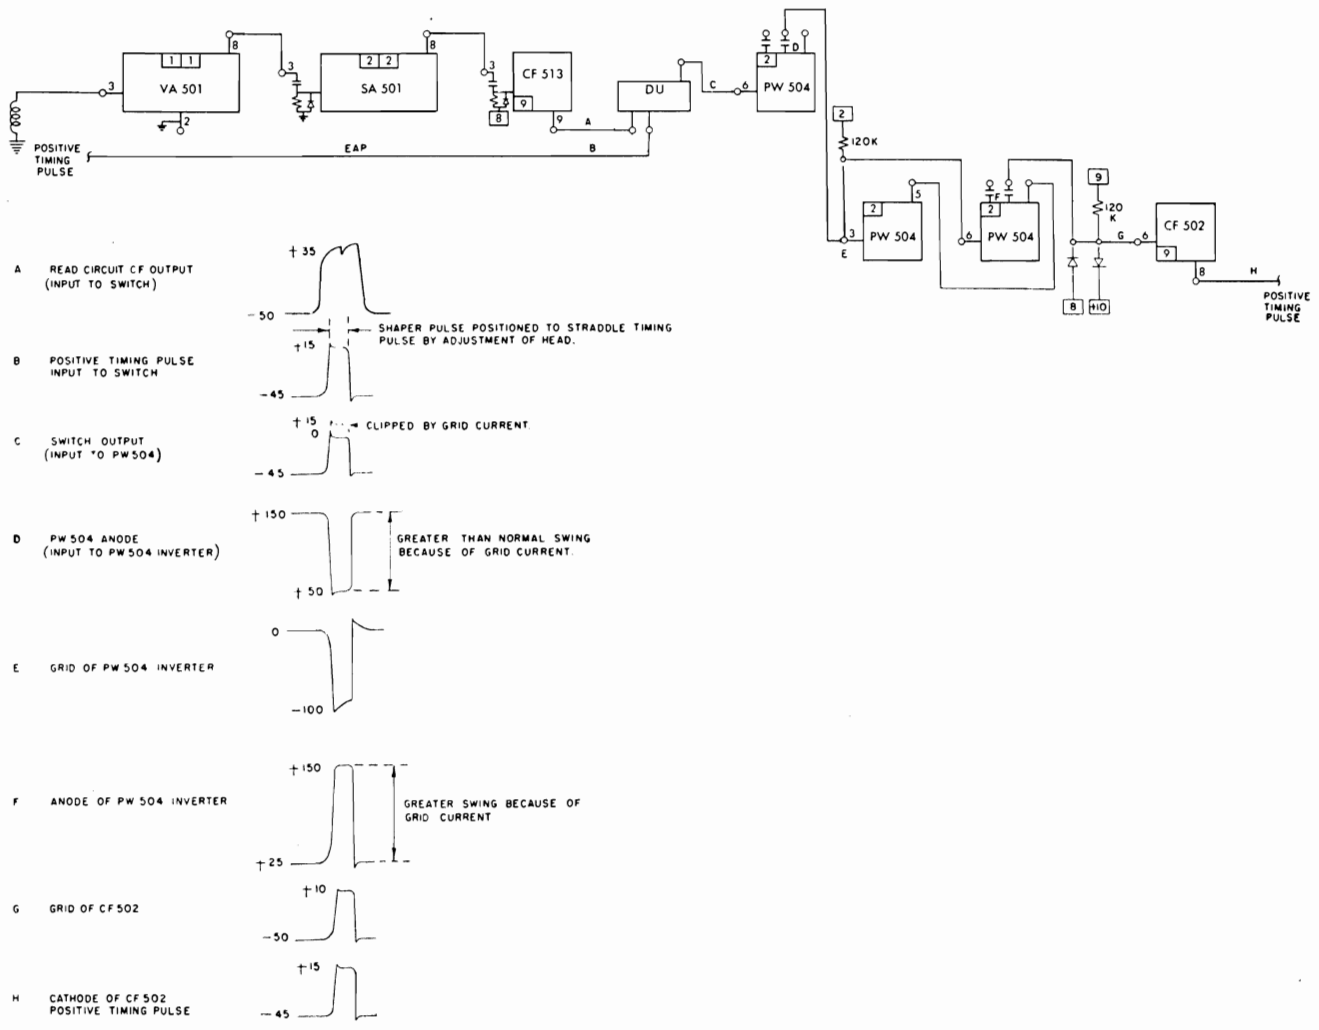 8
8
3
1 1
VA 501
2
3
2 2
SA 501
3
CF 513
9
8
9
A
DU
C
6
D
2
PW 504
POSITIVE
TIMING
PULSE
EAP
B
2
120K
5
2
PW 504
3
E
F
2
PW 504
6
9
120
K
G
6
CF 502
9
8
H
8
+10
POSITIVE
TIMING
PULSE
A READ CIRCUIT CF OUTPUT
(INPUT TO SWITCH)
+35
-50
SHAPER PULSE POSITIONED TO STRADDLE TIMING
PULSE BY ADJUSTMENT OF HEAD.
B POSITIVE TIMING PULSE
INPUT TO SWITCH
+15
-45
C SWITCH OUTPUT
(INPUT TO PW504)
+15
0
-45
CLIPPED BY GRID CURRENT.
D PW 504 ANODE
(INPUT TO PW 504 INVERTER)
+150
+50
GREATER THAN NORMAL SWING
BECAUSE OF GRID CURRENT.
E GRID OF PW 504 INVERTER
0
-100
F ANODE OF PW 504 INVERTER
+150
+25
GREATER SWING BECAUSE OF
GRID CURRENT
G GRID OF CF 502
+10
-50
H CATHODE OF CF 502
POSITIVE TIMING PULSE
+15
-45